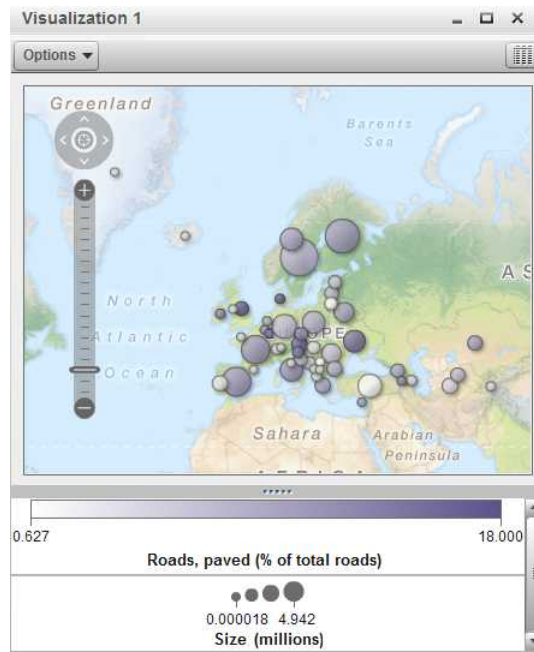 Visualization 1
Options
Greenland
Barents
Sea
North
Atlantic
Ocean
Sahara
Arabian
Peninsula
0.627
18.000
Roads, paved (% of total roads)
0.000018
4.942
Size (millions)